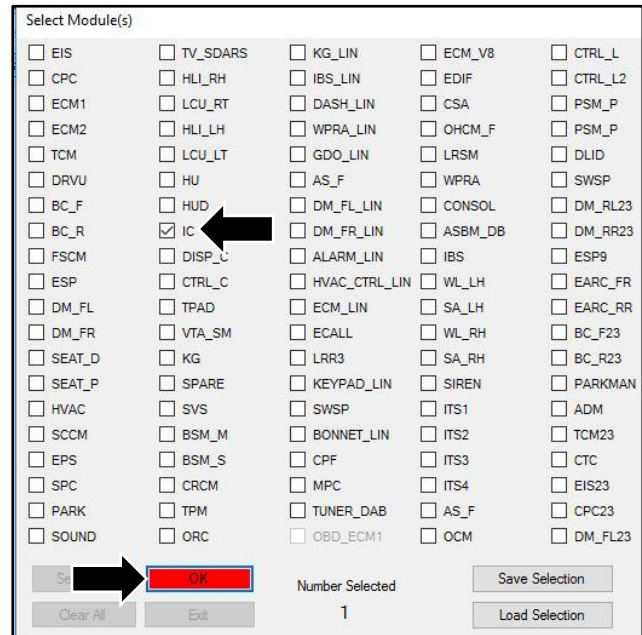 Select Module(s)
EIS TV_SDARS KG_LIN ECM_V8 CTRL_L
CPC HLI_RH IBS_LIN EDIF CTRL_L2
ECM1 LCU_RT DASH_LIN CSA PSM_P
ECM2 HLI_LH WPRA_LIN OHCM_F PSM_P
TCM LCU_LT GDO_LIN LRSM DLID
DRVU HU AS_F WPRA SWSP
BC_F HUD DM_FL_LIN CONSOL DM_RL23
BC_R IC DM_FR_LIN ASBM_DB DM_RR23
FSCM DISP_C ALARM_LIN IBS ESP9
ESP CTRL_C HVAC_CTRL_LIN WL_LH EARC_FR
DM_FL TPAD ECM_LIN SA_LH EARC_RR
DM_FR VTA_SM ECALL WL_RH BC_F23
SEAT_D KG LRR3 SA_RH BC_R23
SEAT_P SPARE KEYPAD_LIN SIREN PARKMAN
HVAC SVS SWSP ITS1 ADM
SCCM BSM_M BONNET_LIN ITS2 TCM23
EPS BSM_S CPF ITS3 CTC
SPC CRCM MPC ITS4 EIS23
PARK TPM TUNER_DAB AS_F CPC23
SOUND ORC OBD_ECM1 OCM DM_FL23
OK Number Selected Save Selection
Clear All Exit 1 Load Selection